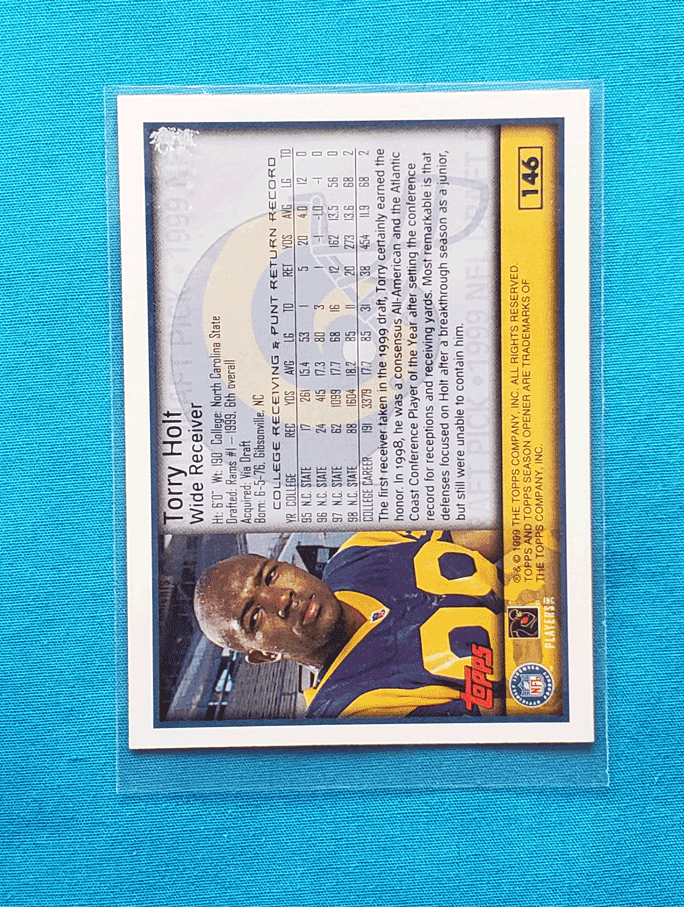 Torry Holt
Wide Receiver
Ht: 6'0" Wt: 190 College: North Carolina State
Drafted: Rams #1 – 1999, 6th overall
Acquired: Via Draft
Born: 6-5-76, Gibsonville, NC
COLLEGE RECEIVING & PUNT RETURN RECORD
YR COLLEGE REC YDS AVG LG TD RET YDS AVG LG TD
95 N.C. STATE 17 261 15.4 53 1 5 20 4.0 12 0
96 N.C. STATE 24 415 17.3 80 3 1 -1 -1.0 -1 0
97 N.C. STATE 62 1099 17.7 68 16 12 162 13.5 56 0
98 N.C. STATE 88 1604 18.2 85 11 20 273 13.6 68 2
COLLEGE CAREER 191 3379 17.7 85 31 38 454 11.9 68 2
The first receiver taken in the 1999 draft, Torry certainly earned the
honor. In 1998, he was a consensus All-American and the Atlantic
Coast Conference Player of the Year after setting the conference
record for receptions and receiving yards. Most remarkable is that
defenses focused on Holt after a breakthrough season as a junior,
but still were unable to contain him.
Topps
NFL
PLAYERS INC
® & © 1999 THE TOPPS COMPANY, INC. ALL RIGHTS RESERVED
TOPPS AND TOPPS SEASON OPENER ARE TRADEMARKS OF
THE TOPPS COMPANY, INC.
146